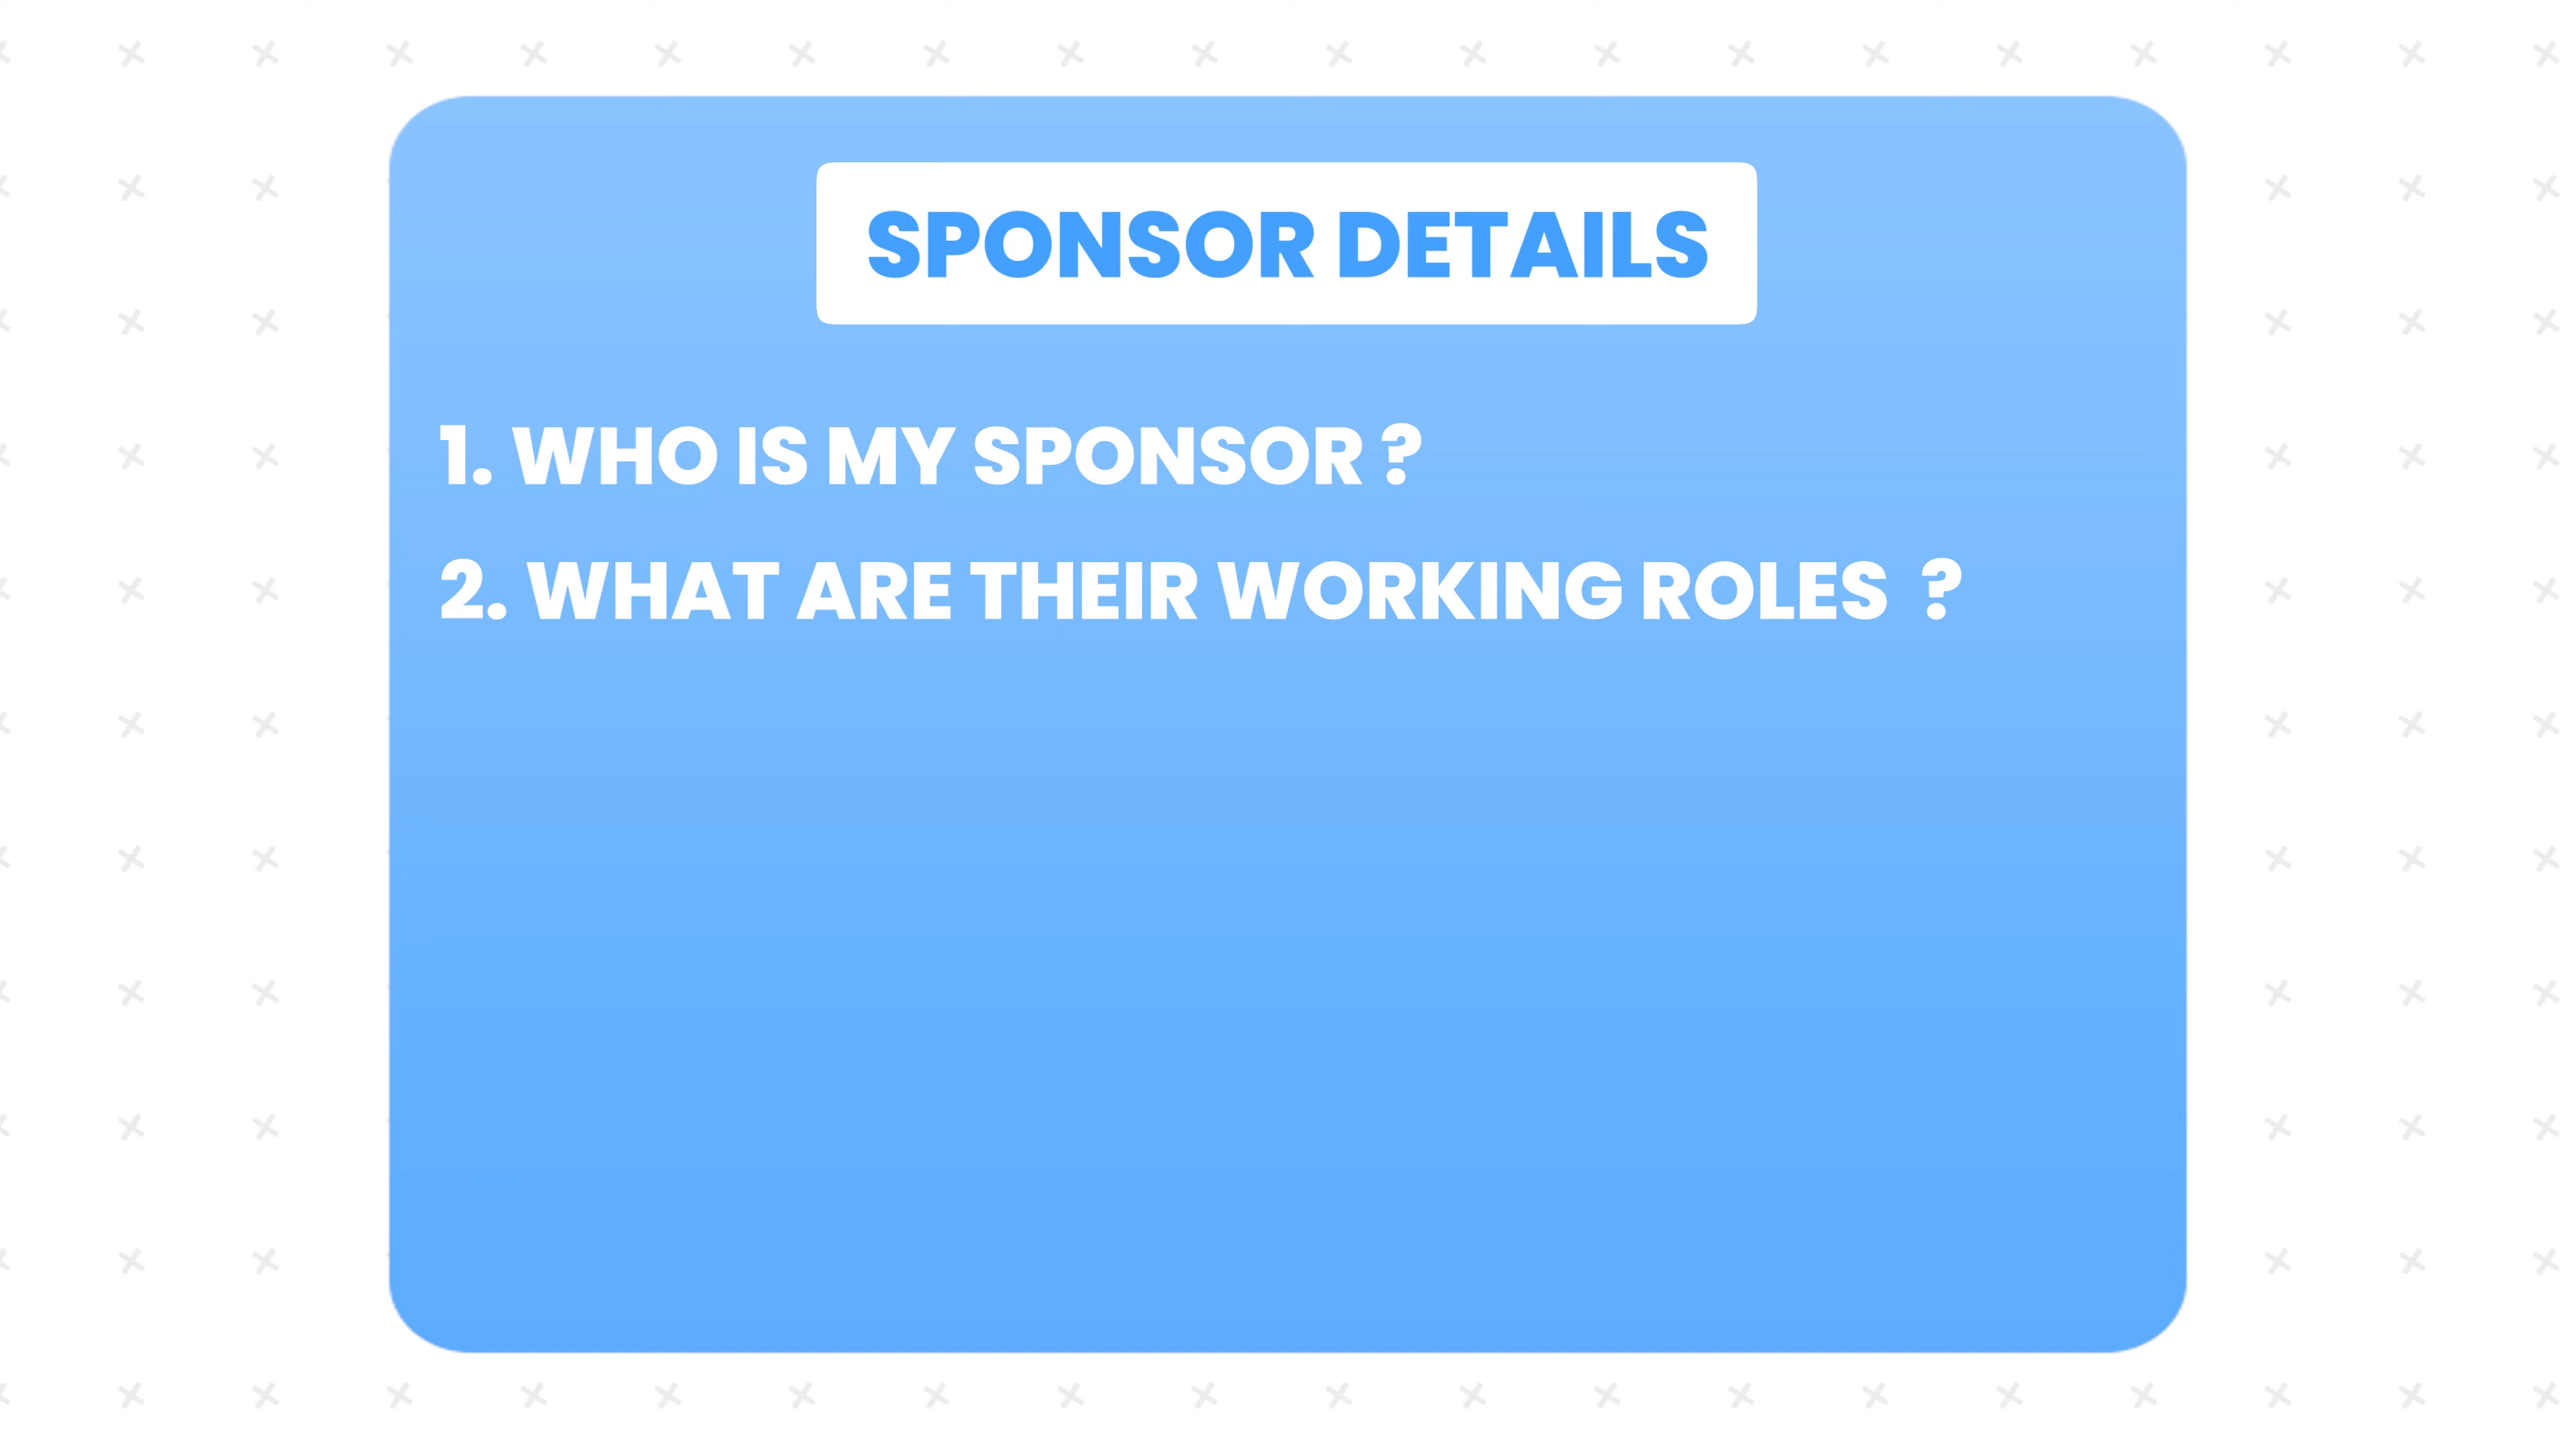 SPONSOR DETAILS
1. WHO IS MY SPONSOR ?
2. WHAT ARE THEIR WORKING ROLES ?